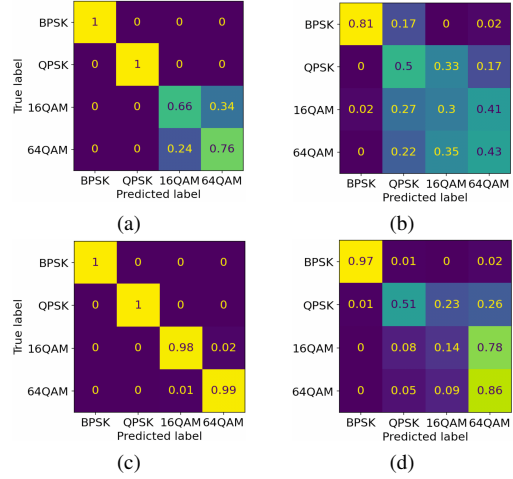 BPSK 1 0 0 0
QPSK 0 1 0 0
16QAM 0 0 0.66 0.34
64QAM 0 0 0.24 0.76
BPSK QPSK 16QAM 64QAM
Predicted label
True label
(a)
BPSK 0.81 0.17 0 0.02
QPSK 0 0.5 0.33 0.17
16QAM 0.02 0.27 0.3 0.41
64QAM 0 0.22 0.35 0.43
BPSK QPSK 16QAM 64QAM
Predicted label
(b)
BPSK 1 0 0 0
QPSK 0 1 0 0
16QAM 0 0 0.98 0.02
64QAM 0 0 0.01 0.99
BPSK QPSK 16QAM 64QAM
Predicted label
True label
(c)
BPSK 0.97 0.01 0 0.02
QPSK 0.01 0.51 0.23 0.26
16QAM 0 0.08 0.14 0.78
64QAM 0 0.05 0.09 0.86
BPSK QPSK 16QAM 64QAM
Predicted label
(d)